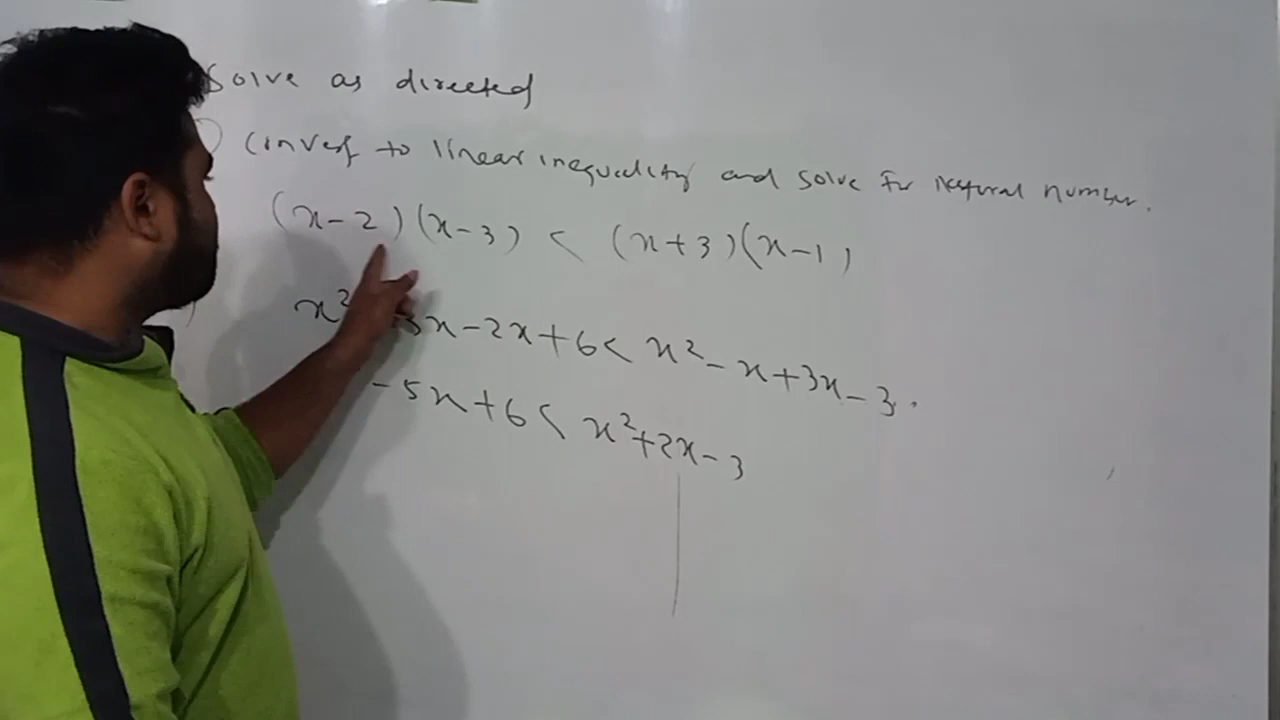 Solve as directed
) Convert to linear inequality and solve for natural number.
(x-2)(x-3) < (x+3)(x-1)
x² -3x-2x+6< x²-x+3x-3.
-5x+6< x²+2x-3